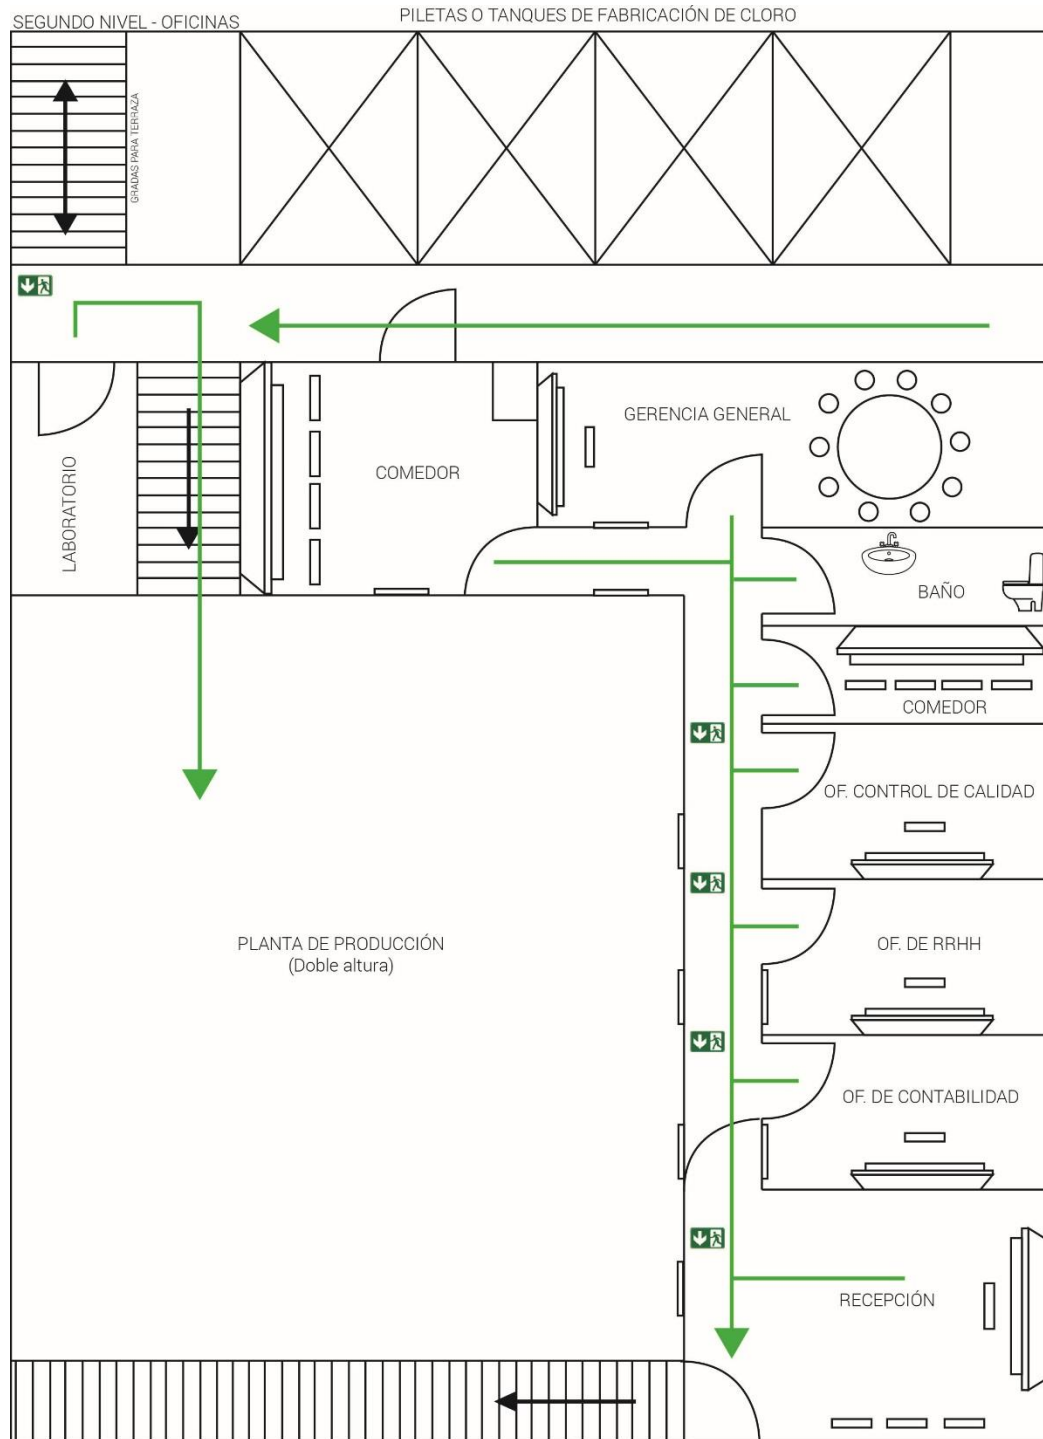 SEGUNDO NIVEL - OFICINAS
PILETAS O TANQUES DE FABRICACIÓN DE CLORO
GRADAS PARA TERRAZA
GERENCIA GENERAL
COMEDOR
LABORATORIO
BAÑO
COMEDOR
OF. CONTROL DE CALIDAD
PLANTA DE PRODUCCIÓN
(Doble altura)
OF. DE RRHH
OF. DE CONTABILIDAD
RECEPCIÓN